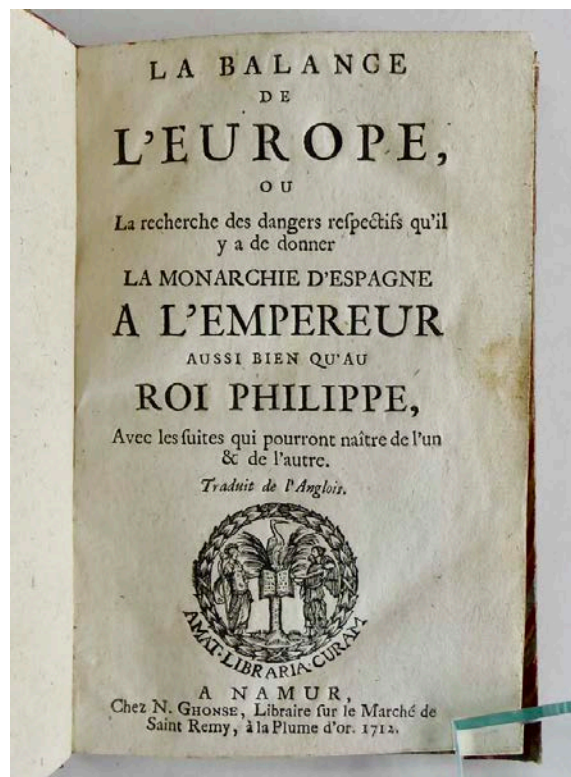 LA BALANCE
DE
L'EUROPE,
OU
La recherche des dangers reſpectifs qu'il
y a de donner
LA MONARCHIE D'ESPAGNE
A L'EMPEREUR
AUSSI BIEN QU'AU
ROI PHILIPPE,
Avec les ſuites qui pourront naître de l'un
& de l'autre.
Traduit de l'Anglois.
AMAT·LIBRARIA·CURAM
A NAMUR,
Chez N. GHONSE, Libraire ſur le Marché de
Saint Remy, à la Plume d'or. 1712.